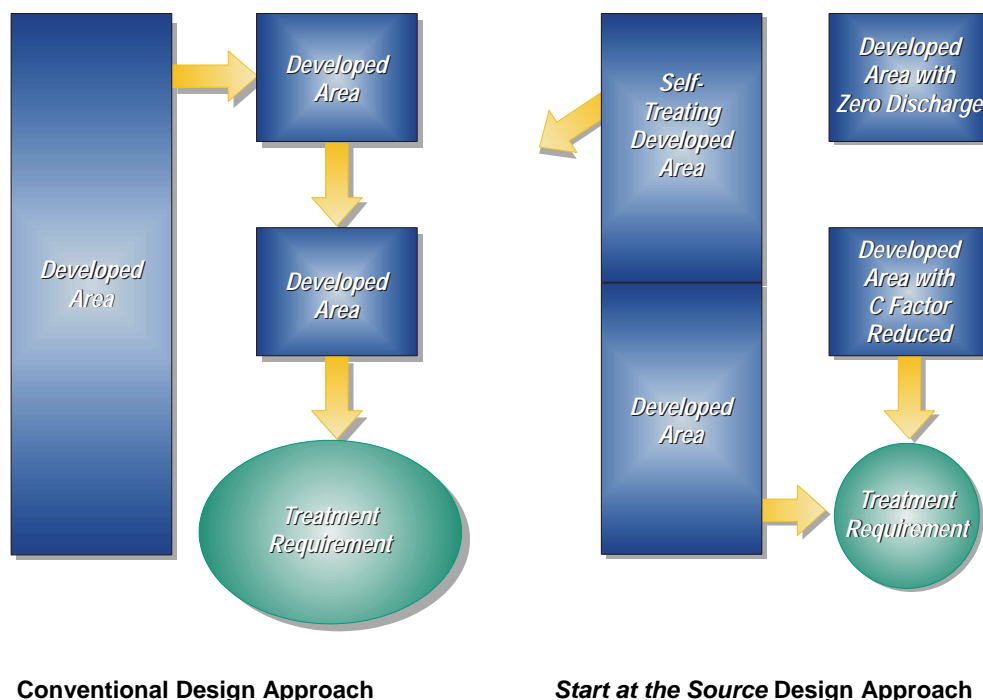 Developed
Area
Developed
Area
Developed
Area
Treatment
Requirement
Conventional Design Approach
Self-
Treating
Developed
Area
Developed
Area
Developed
Area with
Zero Discharge
Developed
Area with
C Factor
Reduced
Treatment
Requirement
Start at the Source Design Approach